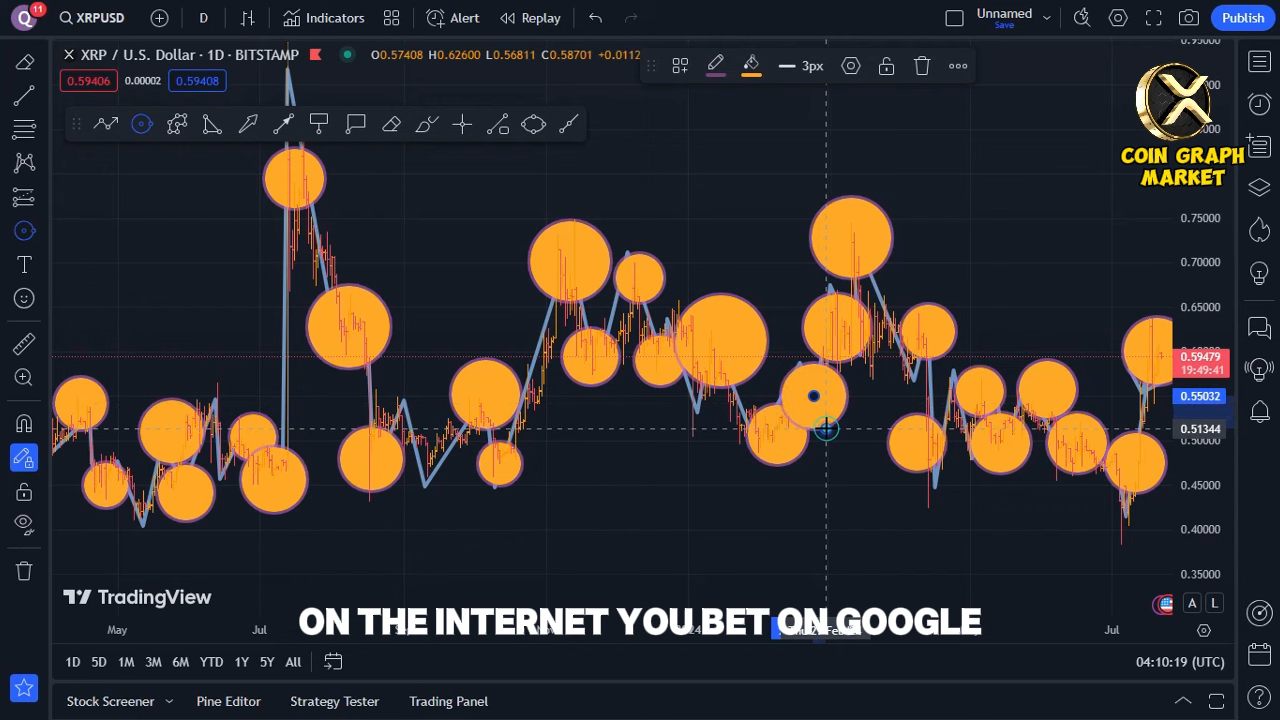 Q
11
XRPUSD
D
Indicators
Alert
Replay
Unnamed
Save
Publish
XRP / U.S. Dollar · 1D · BITSTAMP
O0.57408 H0.62600 L0.56811 C0.58701 +0.0112
3px
0.59406
0.00002
0.59408
COIN GRAPH
MARKET
0.95000
0.75000
0.70000
0.65000
0.59479
19:49:41
0.55032
0.51344
0.50000
0.45000
0.40000
0.35000
TradingView
ON THE INTERNET YOU BET ON GOOGLE
A
L
May
Jul
Jul
1D
5D
1M
3M
6M
YTD
1Y
5Y
All
04:10:19 (UTC)
Stock Screener
Pine Editor
Strategy Tester
Trading Panel